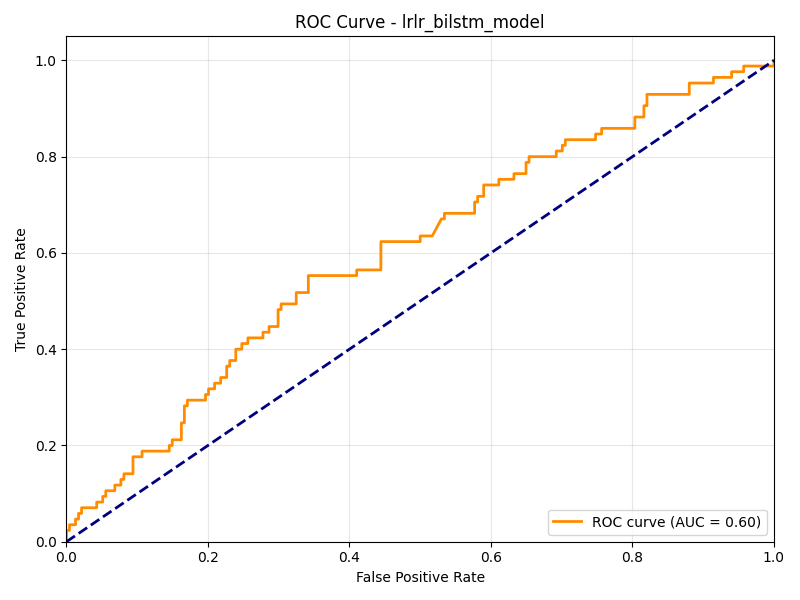 ROC Curve - lrlr_bilstm_model
True Positive Rate
1.0
0.8
0.6
0.4
0.2
0.0
0.0 0.2 0.4 0.6 0.8 1.0
False Positive Rate
ROC curve (AUC = 0.60)